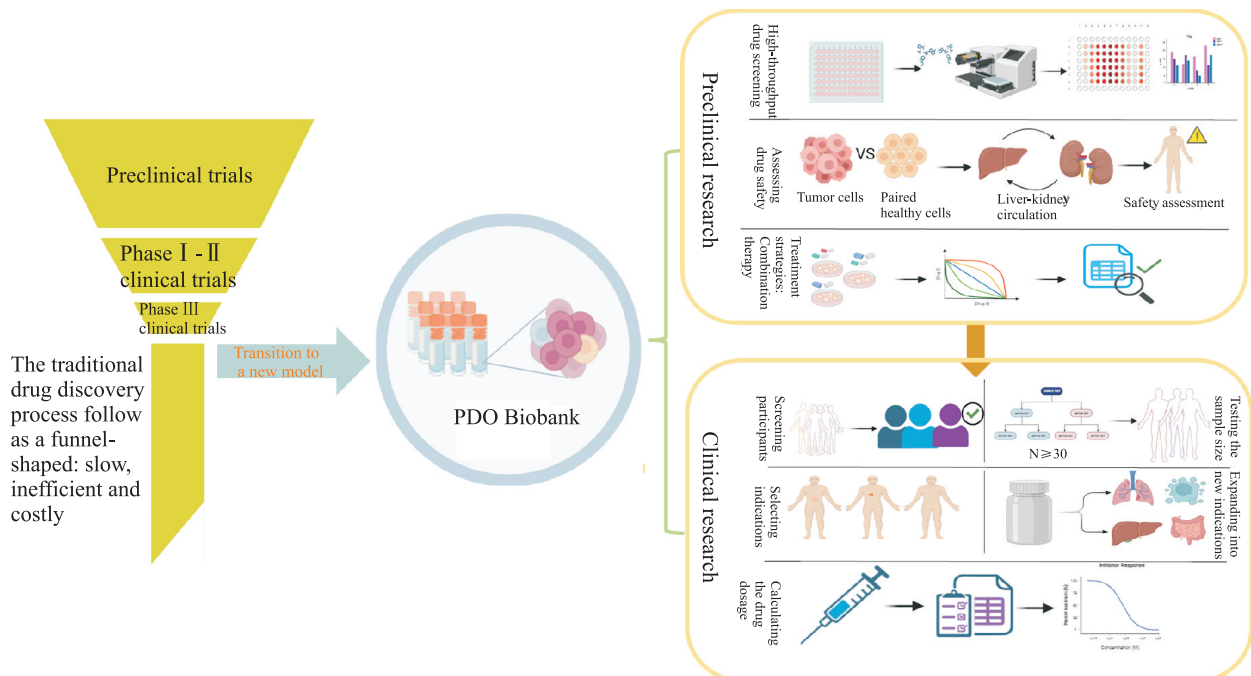 Preclinical trials
Phase Ⅰ - Ⅱ
clinical trials
Phase Ⅲ
clinical trials
The traditional
drug discovery
process follow
as a funnel-
shaped: slow,
inefficient and
costly
Transition to
a new model
PDO Biobank
Preclinical research
High-throughput
drug screening
Assessing
drug safety
VS
Tumor cells
Paired
healthy cells
Liver-kidney
circulation
Safety assessment
Treatiment
strategies:
Combination
therapy
Clinical research
Screening
participants
N≥30
Testing the
sample size
Selecting
indications
Expanding into
new indications
Calculating
the drug
dosage
Inhibitor Response
Concentration (M)